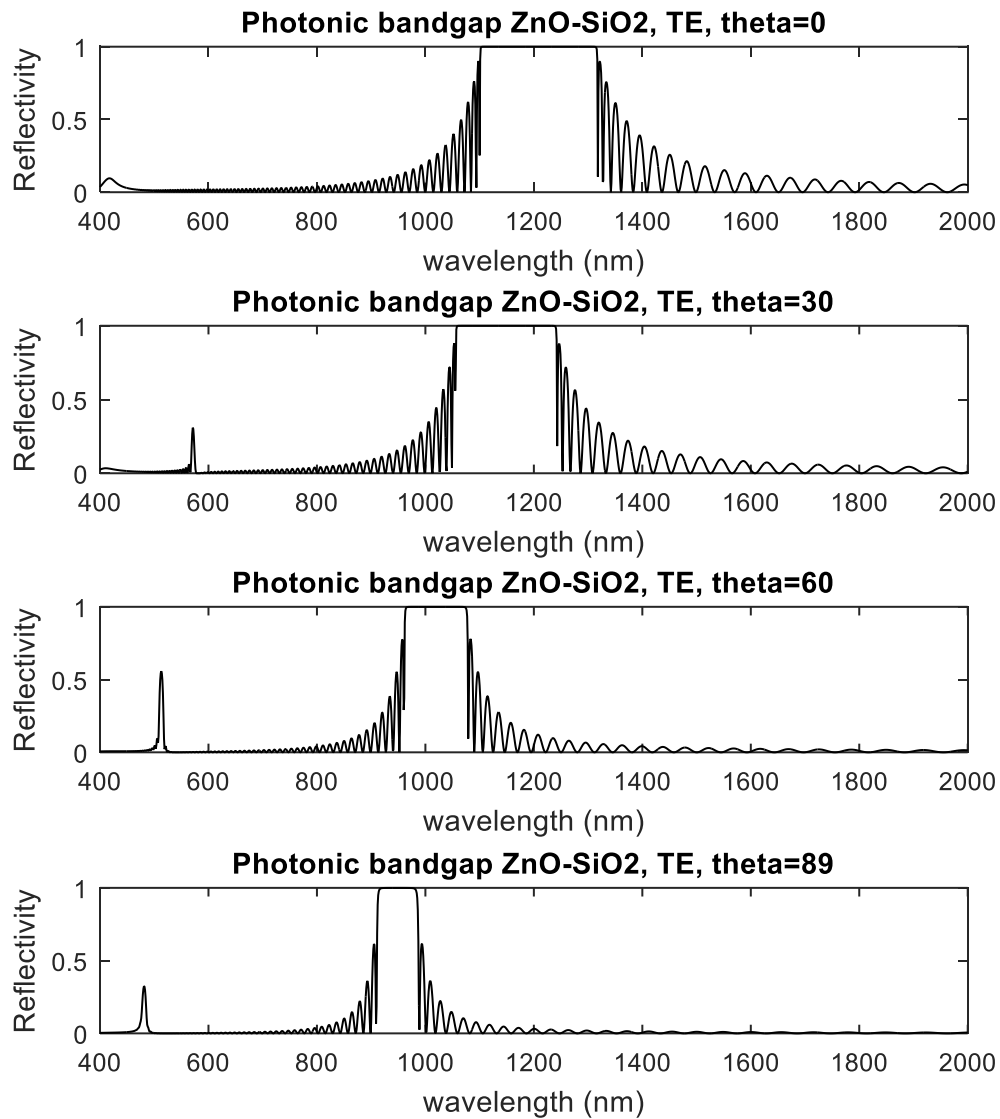 Photonic bandgap ZnO-SiO2, TE, theta=0
1
0.5
0
Reflectivity
400 600 800 1000 1200 1400 1600 1800 2000
wavelength (nm)
Photonic bandgap ZnO-SiO2, TE, theta=30
1
0.5
0
Reflectivity
400 600 800 1000 1200 1400 1600 1800 2000
wavelength (nm)
Photonic bandgap ZnO-SiO2, TE, theta=60
1
0.5
0
Reflectivity
400 600 800 1000 1200 1400 1600 1800 2000
wavelength (nm)
Photonic bandgap ZnO-SiO2, TE, theta=89
1
0.5
0
Reflectivity
400 600 800 1000 1200 1400 1600 1800 2000
wavelength (nm)